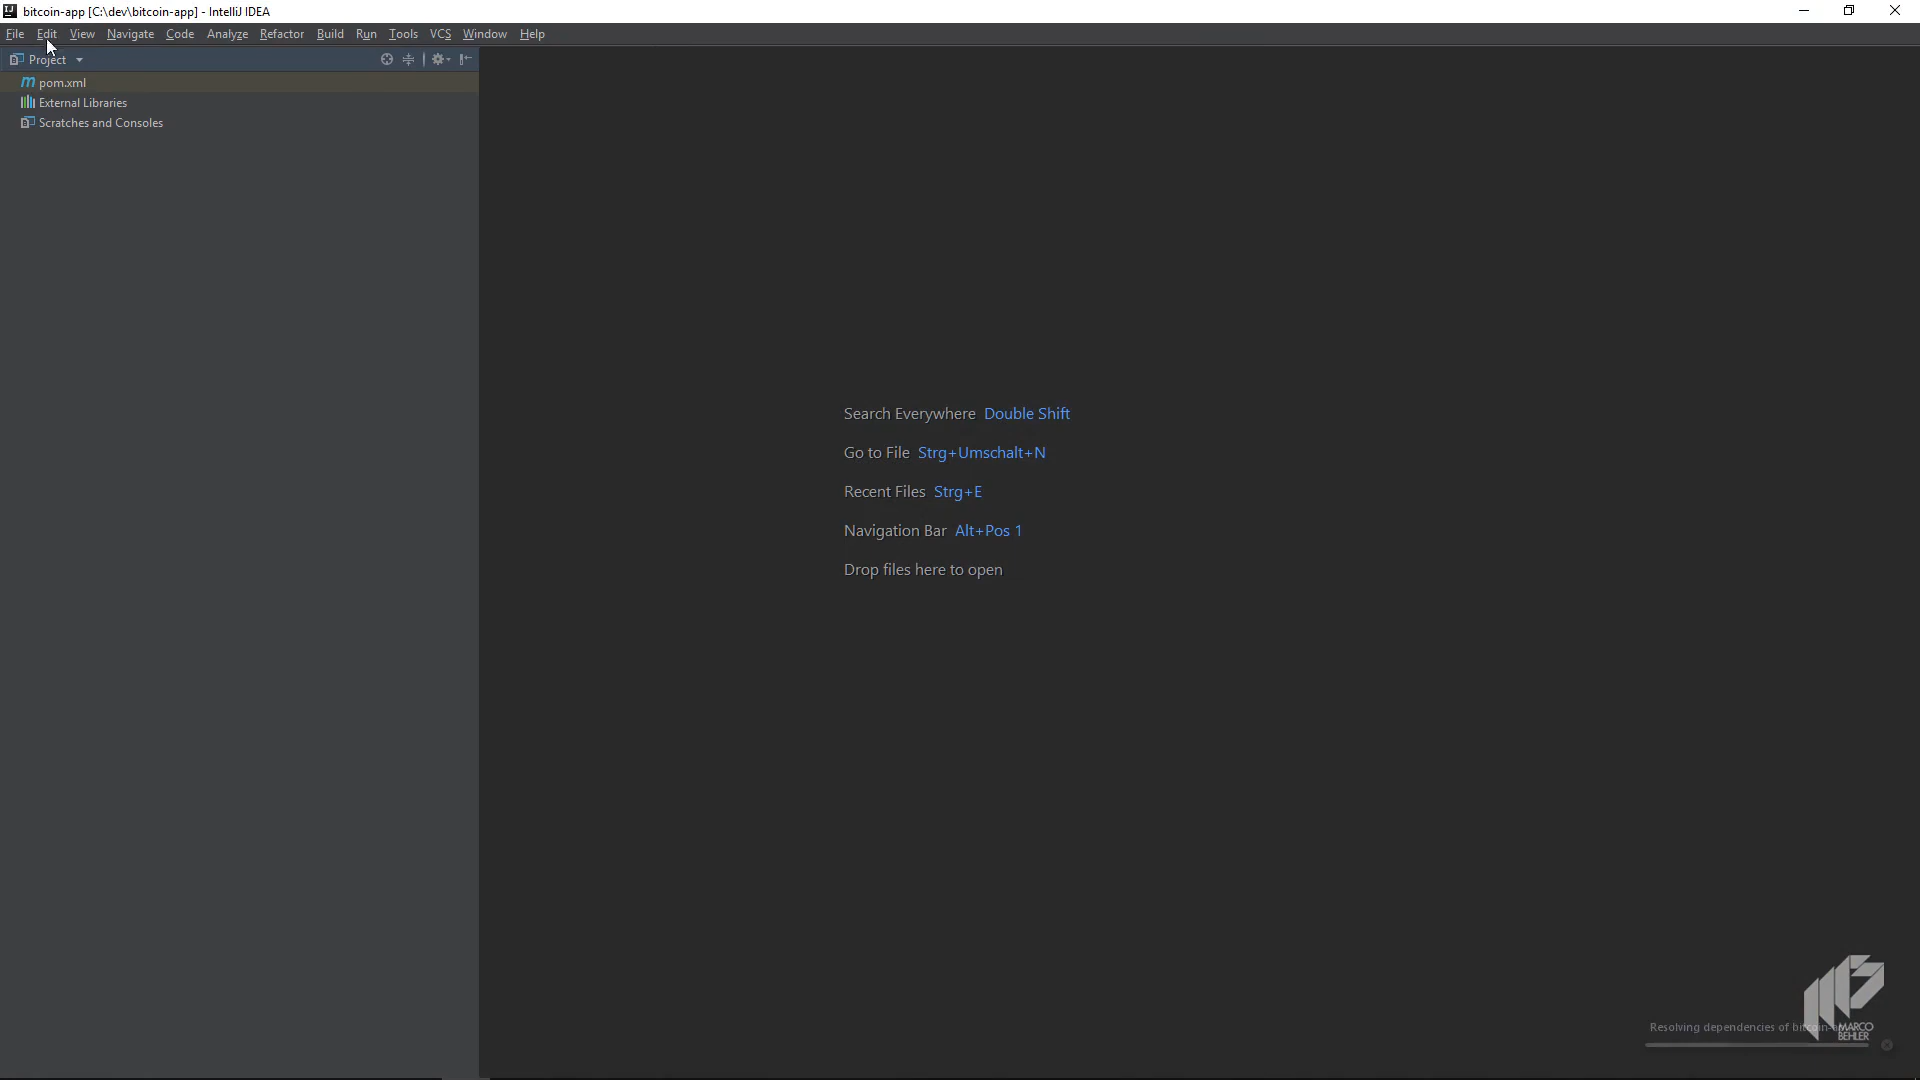 bitcoin-app [C:\dev\bitcoin-app] - IntelliJ IDEA
File Edit View Navigate Code Analyze Refactor Build Run Tools VCS Window Help
Project
pom.xml
External Libraries
Scratches and Consoles
Search Everywhere Double Shift
Go to File Strg+Umschalt+N
Recent Files Strg+E
Navigation Bar Alt+Pos 1
Drop files here to open
Resolving dependencies of
MARCO
BEHLER